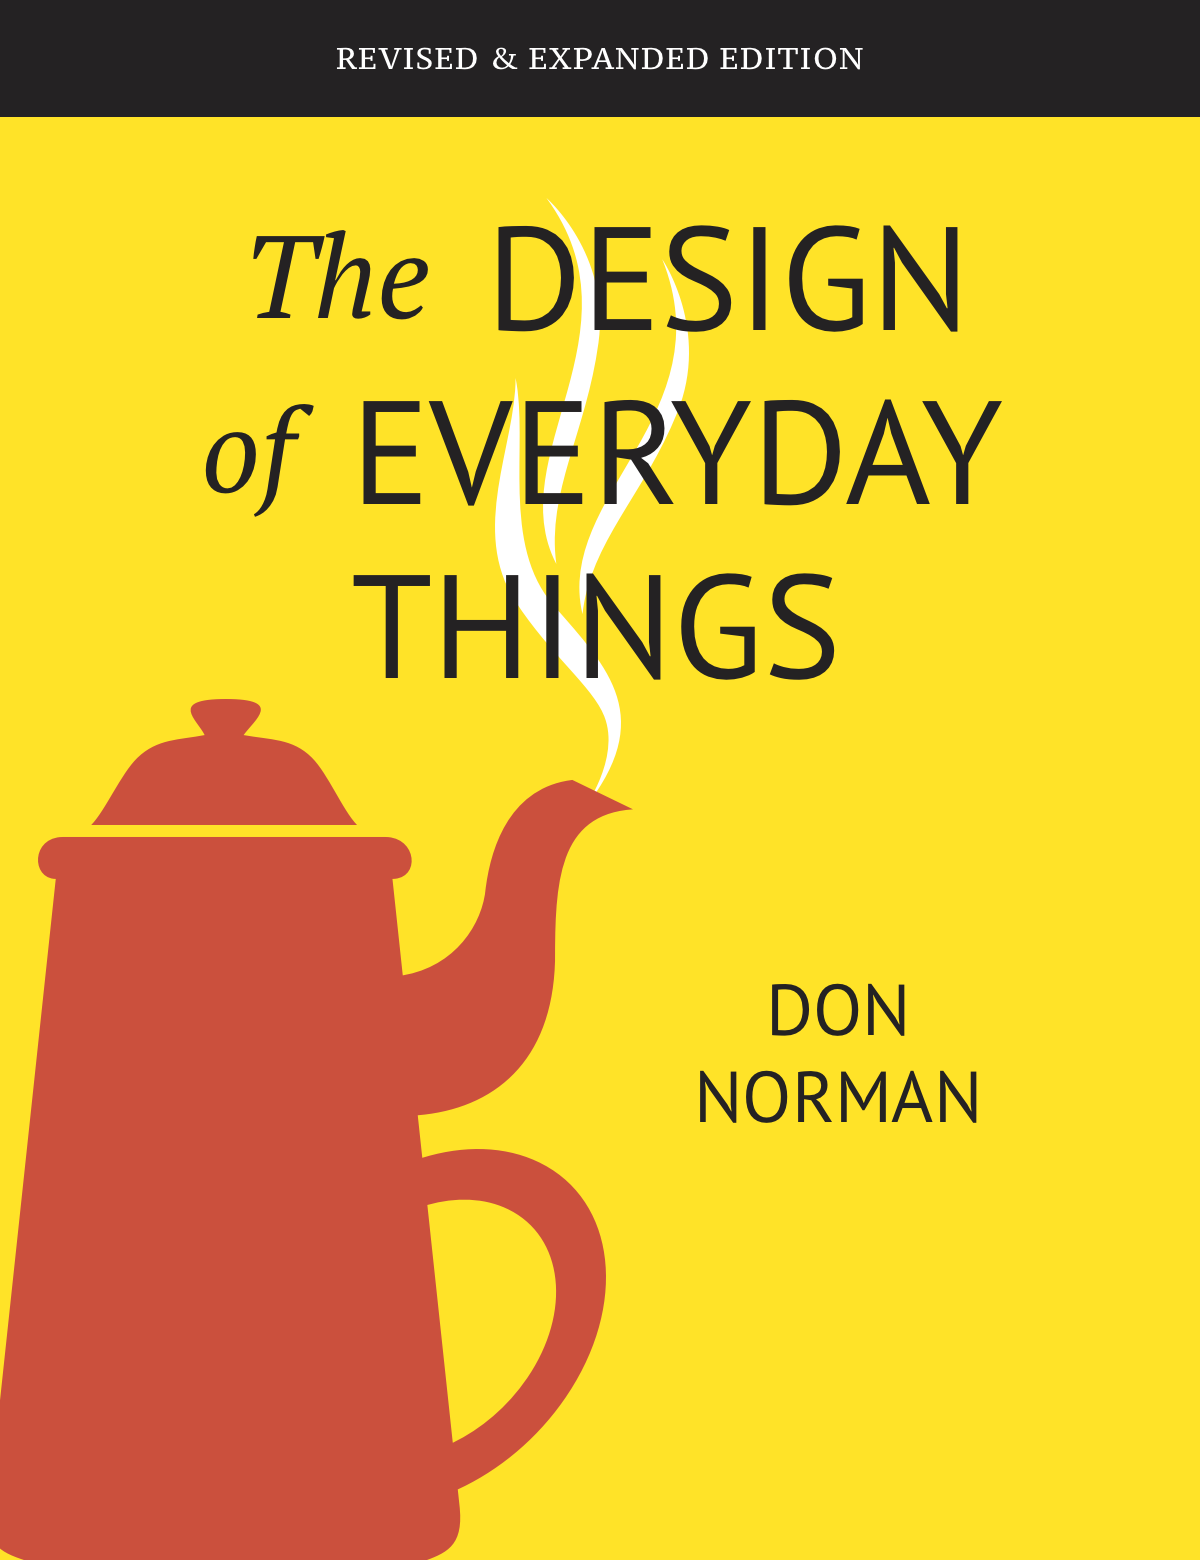 REVISED & EXPANDED EDITION
The DESIGN
of EVERYDAY
THINGS
DON
NORMAN